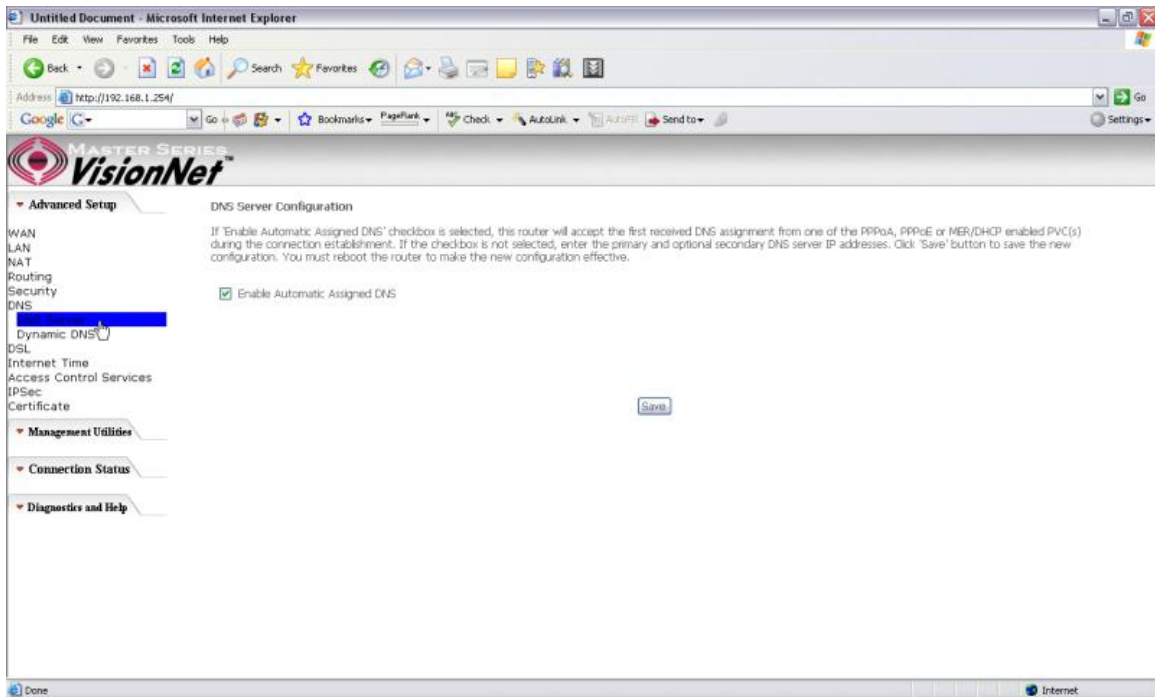 Untitled Document - Microsoft Internet Explorer
File Edit View Favorites Tools Help
Back Search Favorites
Address http://192.168.1.254/ Go
Google G Go Bookmarks PageRank Check AutoLink AutoFill Send to Settings
MASTER SERIES
VisionNet™
Advanced Setup
WAN
LAN
NAT
Routing
Security
DNS
DNS Server
Dynamic DNS
DSL
Internet Time
Access Control Services
IPSec
Certificate
Management Utilities
Connection Status
Diagnostics and Help
DNS Server Configuration
If 'Enable Automatic Assigned DNS' checkbox is selected, this router will accept the first received DNS assignment from one of the PPPoA, PPPoE or MER/DHCP enabled PVC(s)
during the connection establishment. If the checkbox is not selected, enter the primary and optional secondary DNS server IP addresses. Click 'Save' button to save the new
configuration. You must reboot the router to make the new configuration effective.
Enable Automatic Assigned DNS
Save
Done Internet